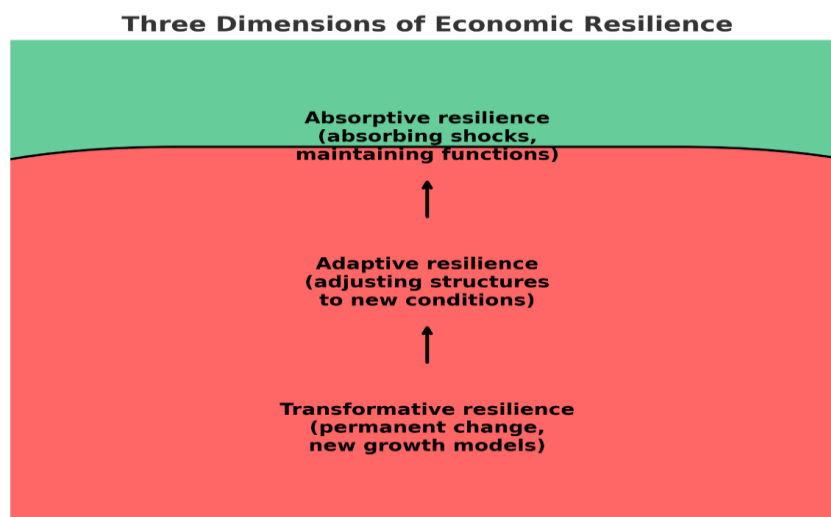 Three Dimensions of Economic Resilience
Absorptive resilience
(absorbing shocks,
maintaining functions)
Adaptive resilience
(adjusting structures
to new conditions)
Transformative resilience
(permanent change,
new growth models)